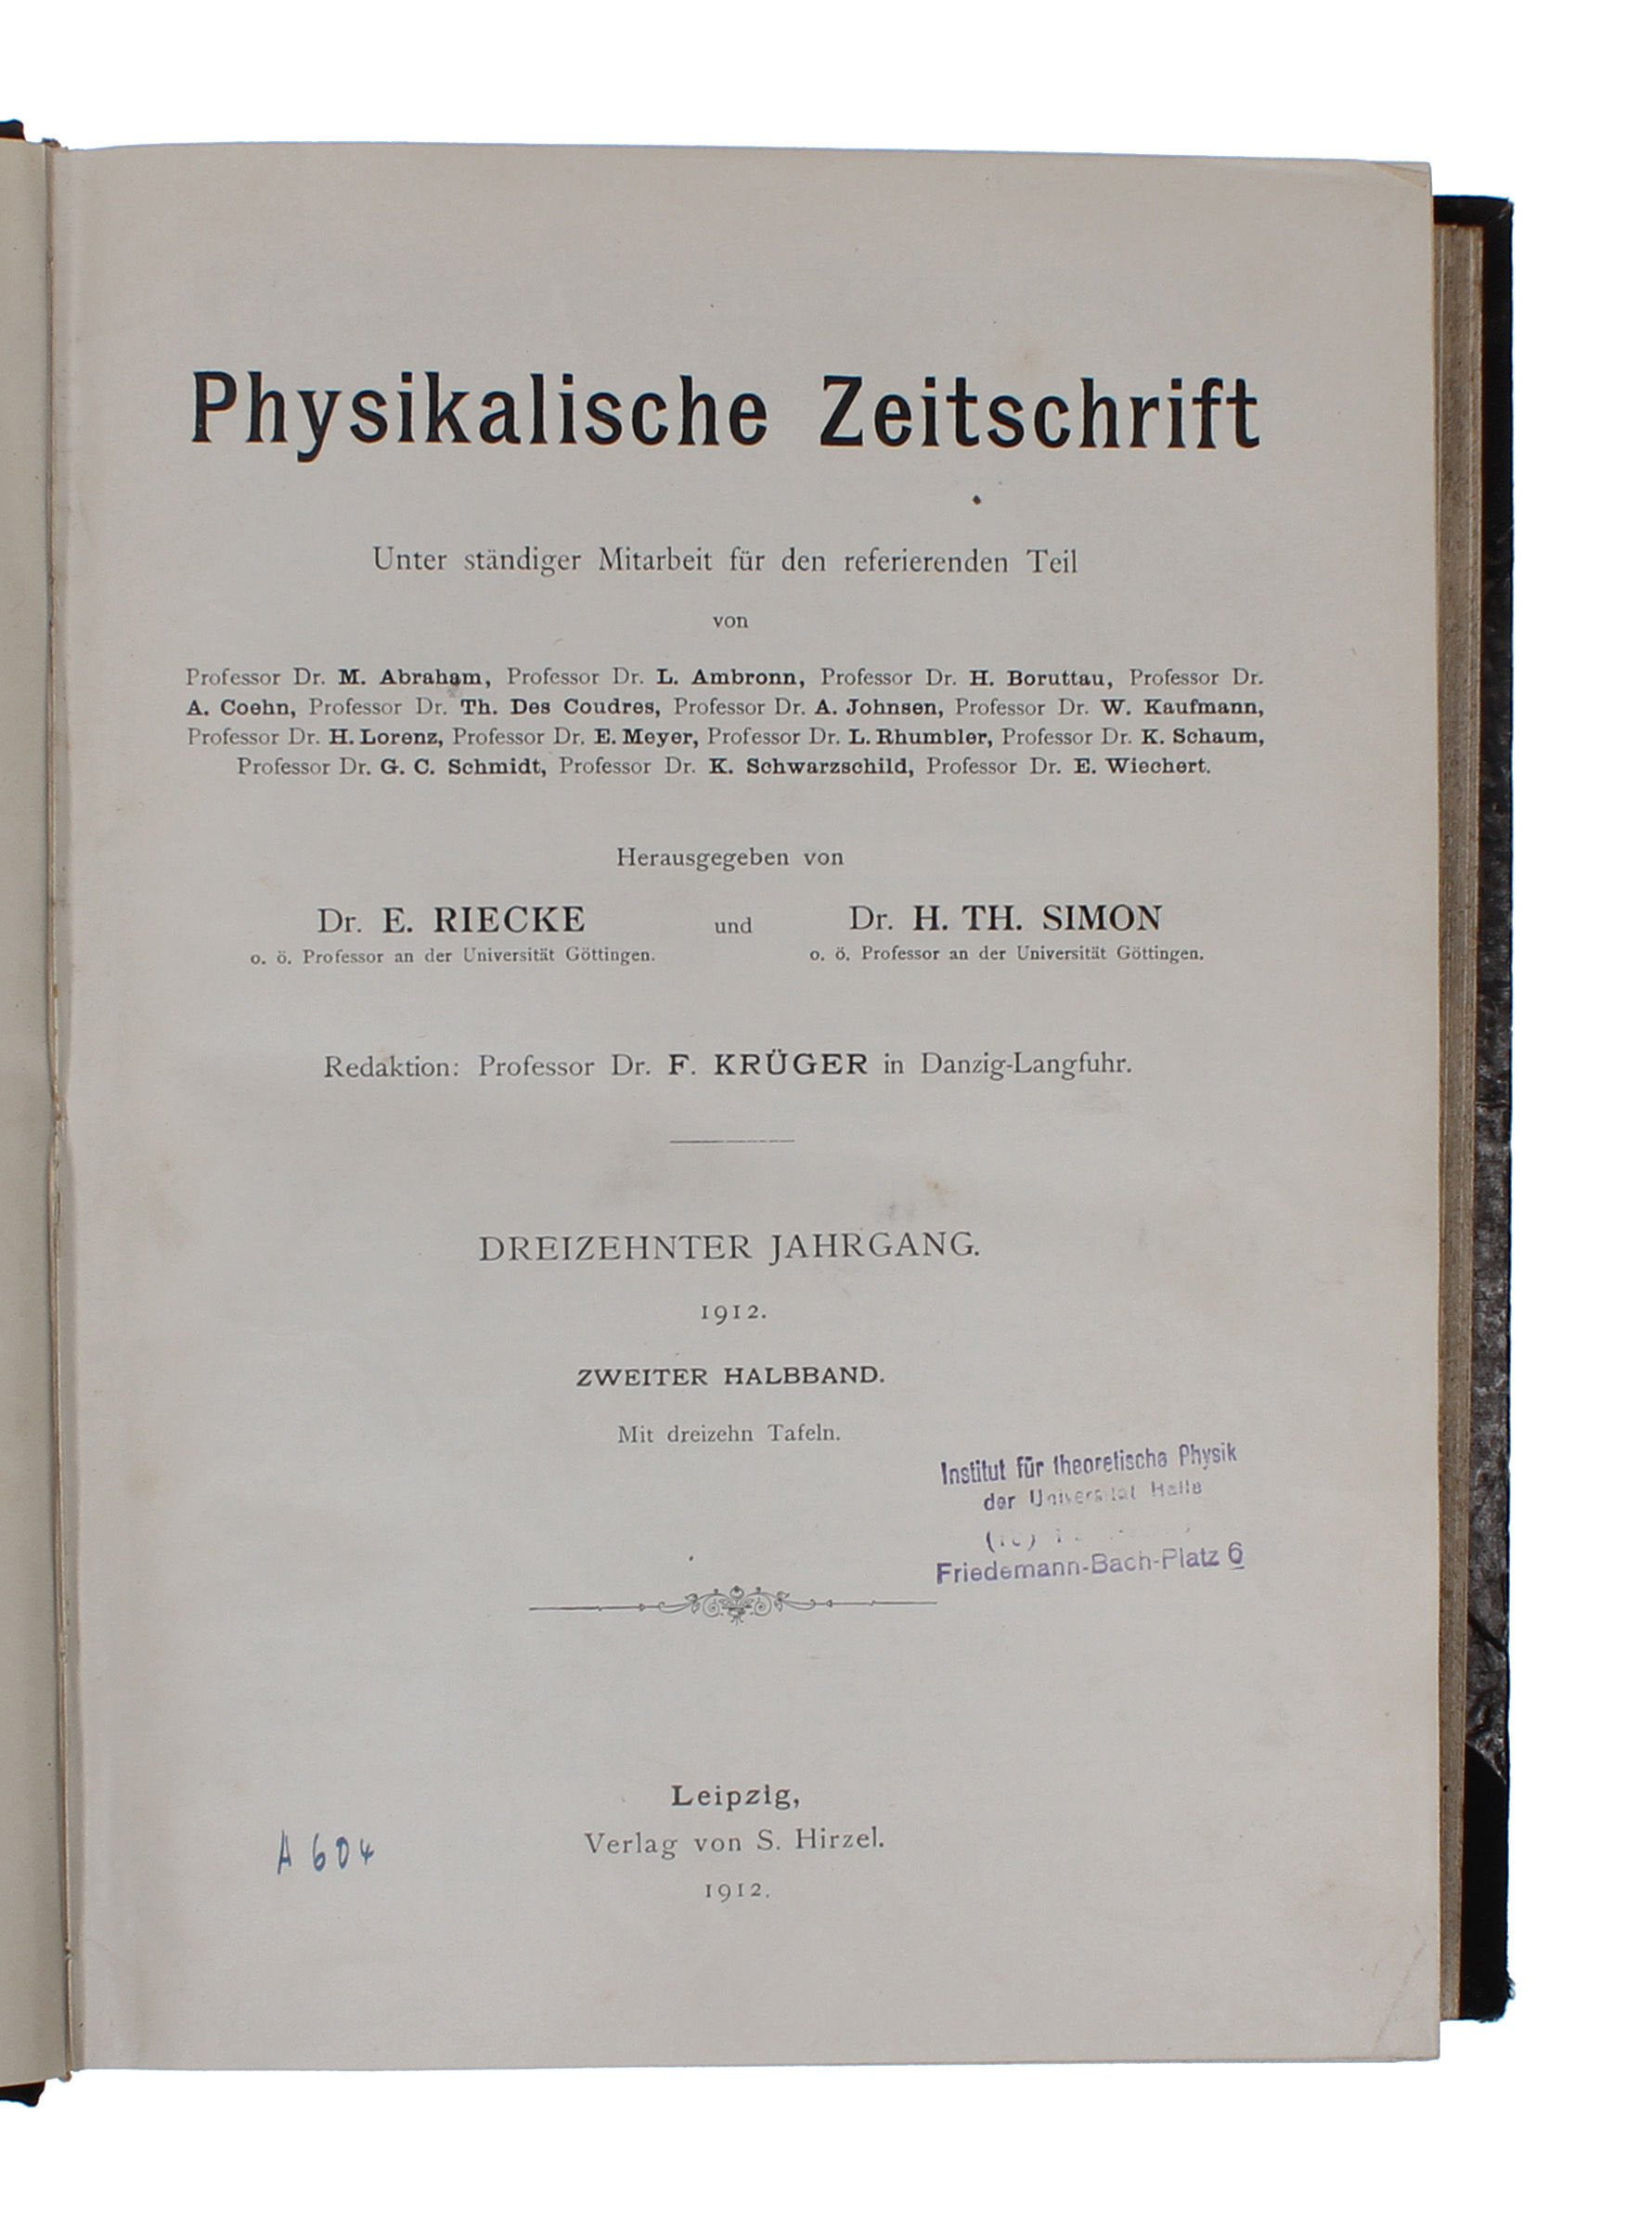 Physikalische Zeitschrift
Unter ständiger Mitarbeit für den referierenden Teil
von
Professor Dr. M. Abraham, Professor Dr. L. Ambronn, Professor Dr. H. Boruttau, Professor Dr.
A. Coehn, Professor Dr. Th. Des Coudres, Professor Dr. A. Johnsen, Professor Dr. W. Kaufmann,
Professor Dr. H. Lorenz, Professor Dr. E. Meyer, Professor Dr. L. Rhumbler, Professor Dr. K. Schaum,
Professor Dr. G. C. Schmidt, Professor Dr. K. Schwarzschild, Professor Dr. E. Wiechert.
Herausgegeben von
Dr. E. RIECKE und Dr. H. TH. SIMON
o. ö. Professor an der Universität Göttingen. o. ö. Professor an der Universität Göttingen.
Redaktion: Professor Dr. F. KRÜGER in Danzig-Langfuhr.
DREIZEHNTER JAHRGANG.
1912.
ZWEITER HALBBAND.
Mit dreizehn Tafeln.
Institut für theoretische Physik
der Universität Halle
Friedemann-Bach-Platz 6
Leipzig,
Verlag von S. Hirzel.
1912.
A 604